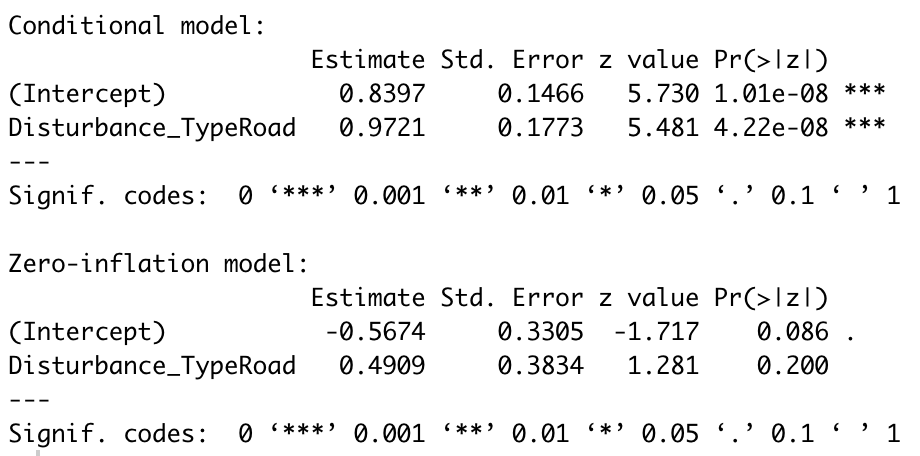 Conditional model:
                     Estimate Std. Error z value Pr(>|z|)
(Intercept)            0.8397     0.1466   5.730 1.01e-08 ***
Disturbance_TypeRoad   0.9721     0.1773   5.481 4.22e-08 ***
---
Signif. codes:  0 ‘***’ 0.001 ‘**’ 0.01 ‘*’ 0.05 ‘.’ 0.1 ‘ ’ 1

Zero-inflation model:
                     Estimate Std. Error z value Pr(>|z|)
(Intercept)           -0.5674     0.3305  -1.717    0.086 .
Disturbance_TypeRoad   0.4909     0.3834   1.281    0.200
---
Signif. codes:  0 ‘***’ 0.001 ‘**’ 0.01 ‘*’ 0.05 ‘.’ 0.1 ‘ ’ 1